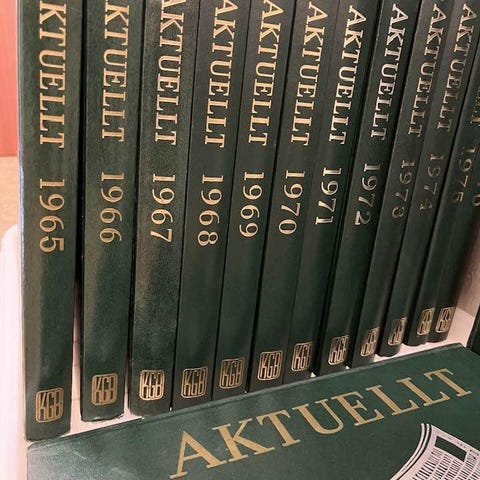 AKTUELLT 1965 KGB
AKTUELLT 1966 KGB
AKTUELLT 1967 KGB
AKTUELLT 1968 KGB
AKTUELLT 1969 KGB
AKTUELLT 1970 KGB
AKTUELLT 1971 KGB
AKTUELLT 1972 KGB
AKTUELLT 1973 KGB
AKTUELLT 1974 KGB
AKTUELLT 1975 KGB
AKTUELLT